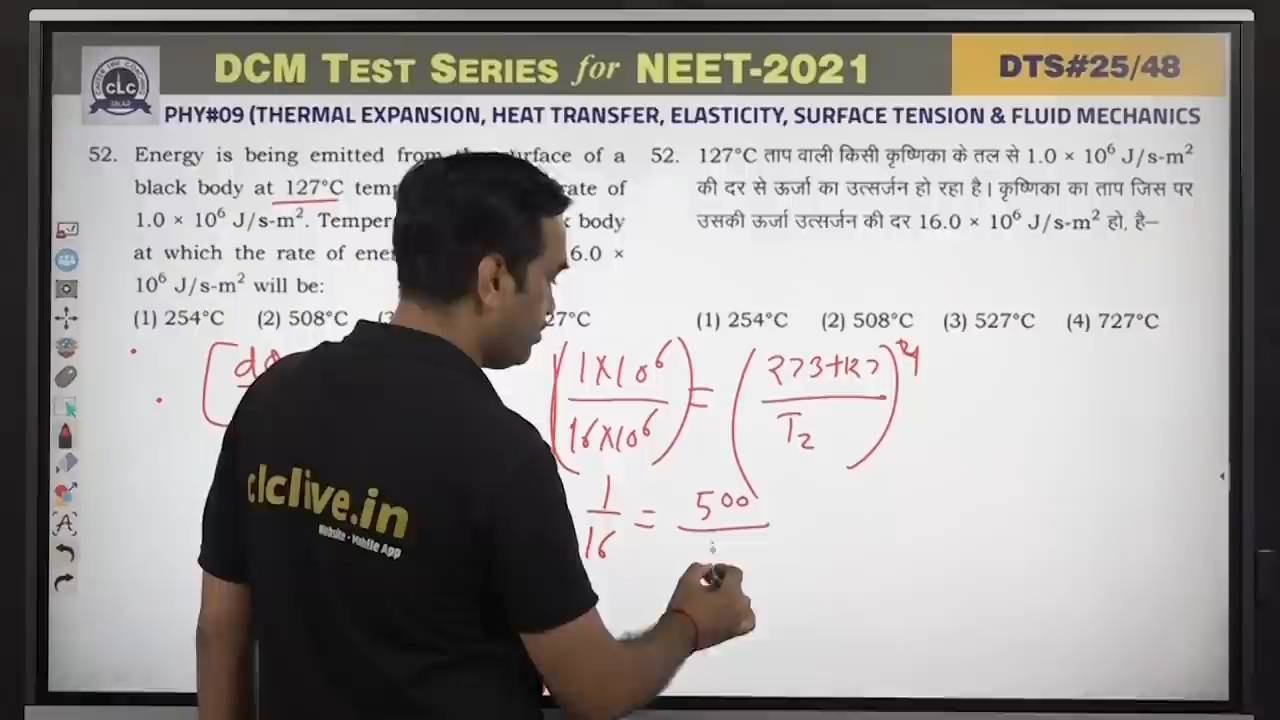 DCM TEST SERIES for NEET-2021
DTS#25/48
CLC
PHY#09 (THERMAL EXPANSION, HEAT TRANSFER, ELASTICITY, SURFACE TENSION & FLUID MECHANICS
52. Energy is being emitted from surface of a
black body at 127°C rate of
1.0 × 10⁶ J/s-m². body
at which the rate of 6.0 ×
10⁶ J/s-m² will be:
(1) 254°C (2) 508°C 27°C
52. 127°C ताप वाली किसी कृष्णिका के तल से 1.0 × 10⁶ J/s-m²
की दर से ऊर्जा का उत्सर्जन हो रहा है। कृष्णिका का ताप जिस पर
उसकी ऊर्जा उत्सर्जन की दर 16.0 × 10⁶ J/s-m² हो, है–
(1) 254°C (2) 508°C (3) 527°C (4) 727°C
(1×10⁶ / 16×10⁶) = (273+127 / T₂)⁴
1/16 = 500
clclive.in
Website - Mobile App